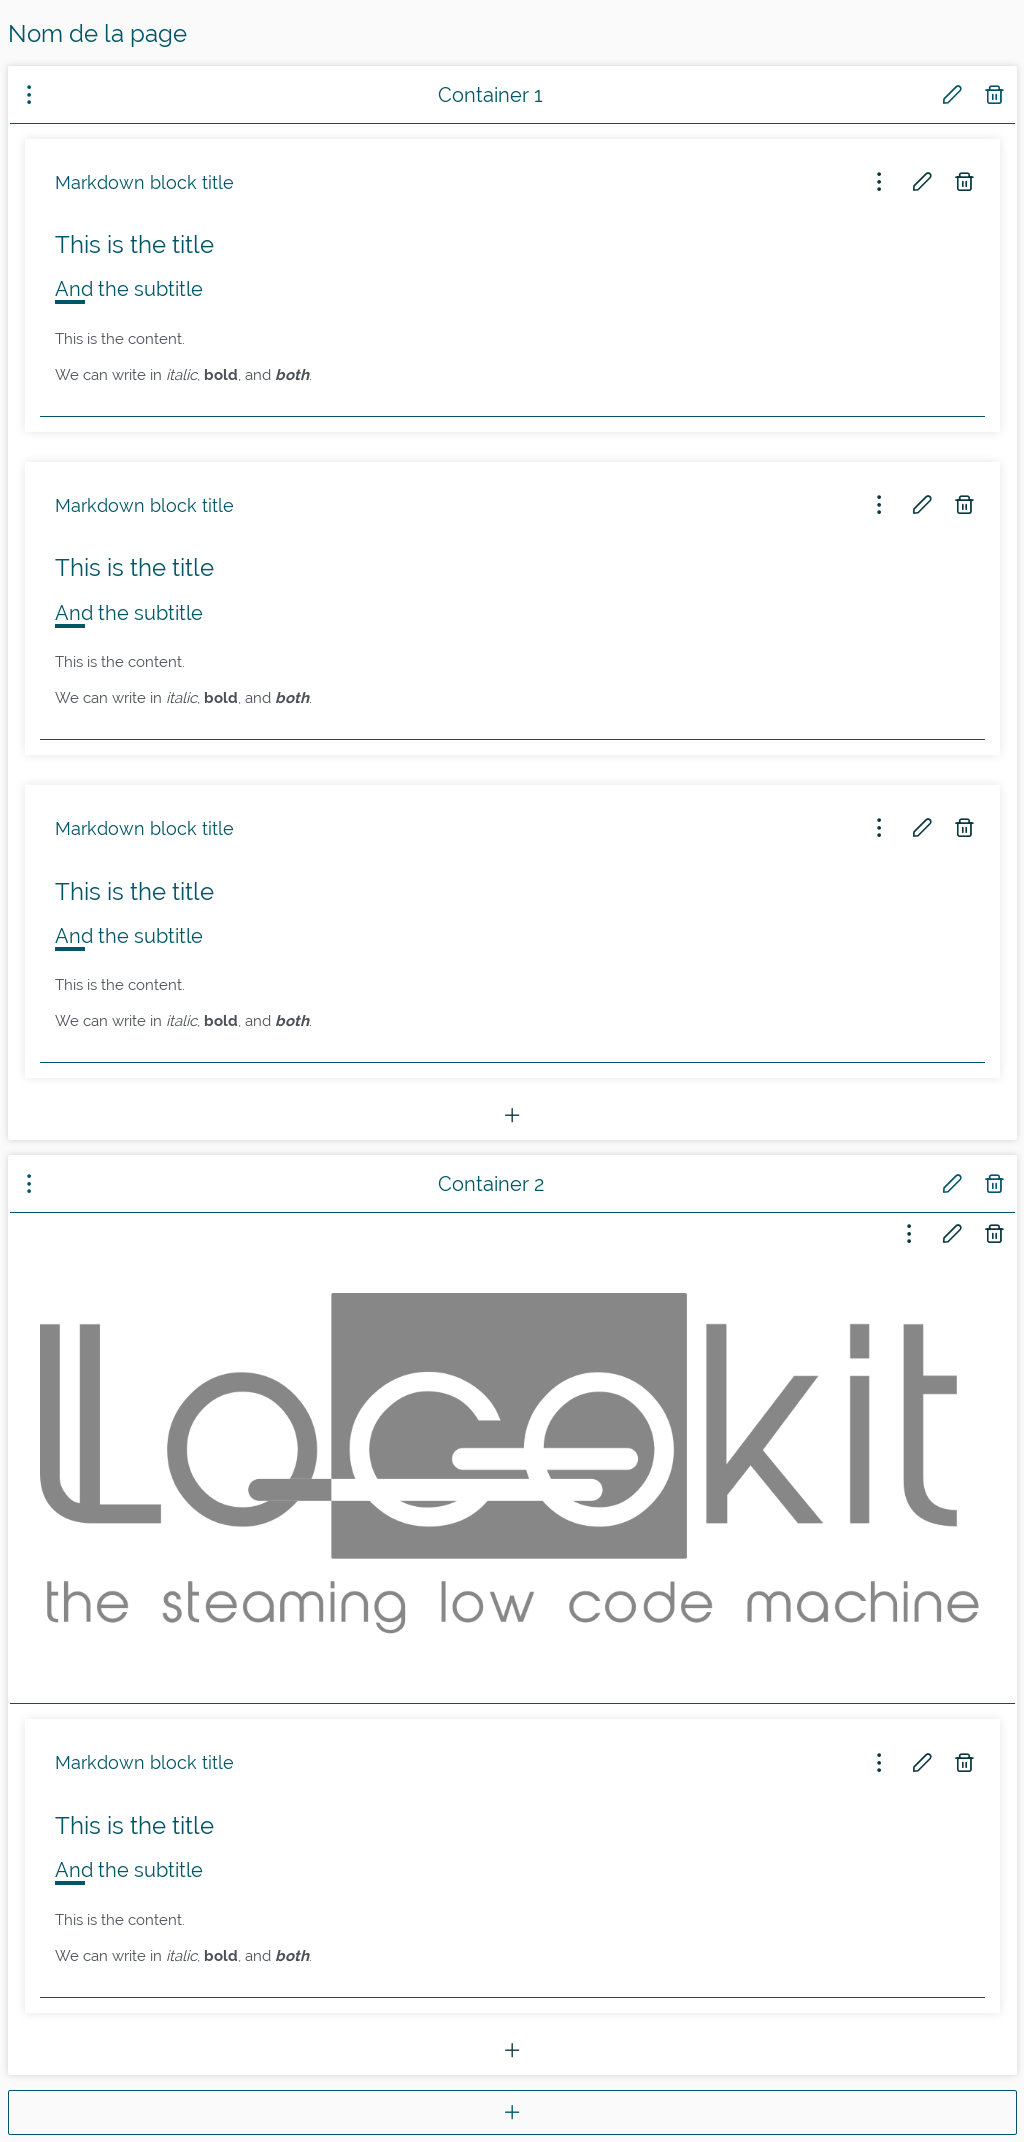 Nom de la page
Container 1
Markdown block title
This is the title
And the subtitle
This is the content.
We can write in italic, bold, and both.
Markdown block title
This is the title
And the subtitle
This is the content.
We can write in italic, bold, and both.
Markdown block title
This is the title
And the subtitle
This is the content.
We can write in italic, bold, and both.
Container 2
Locokit
the steaming low code machine
Markdown block title
This is the title
And the subtitle
This is the content.
We can write in italic, bold, and both.